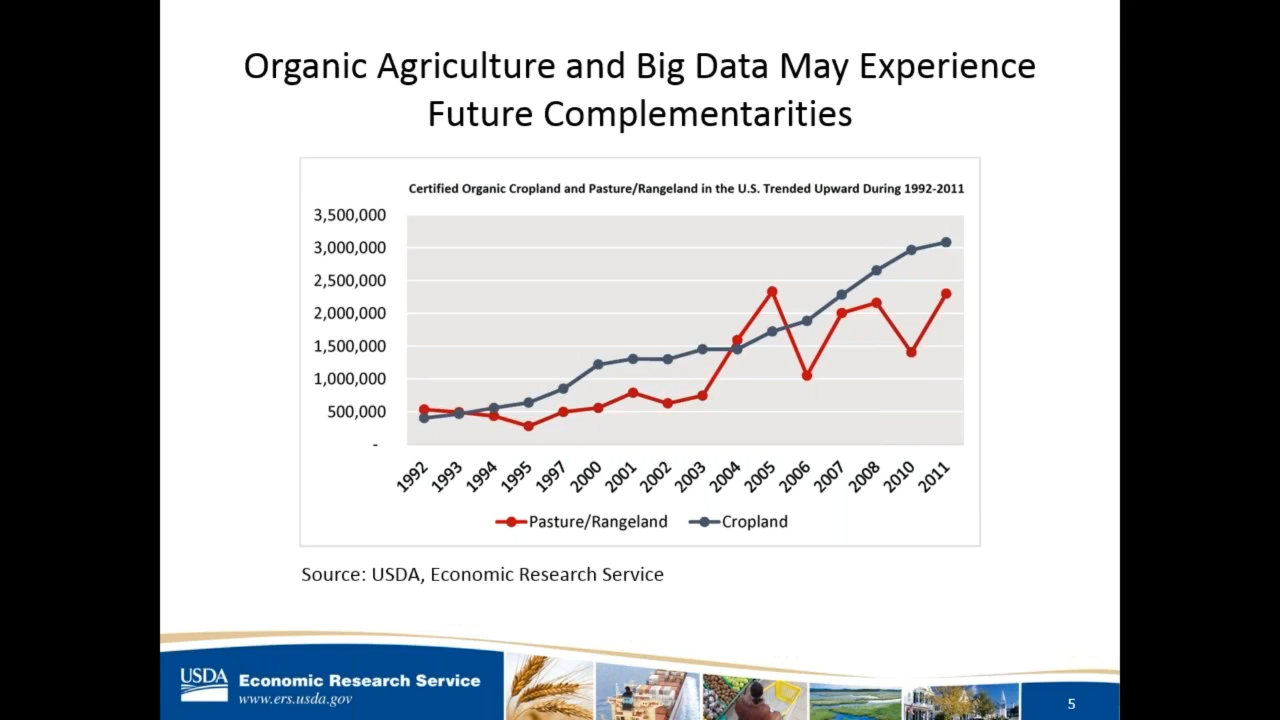 Organic Agriculture and Big Data May Experience
Future Complementarities
Certified Organic Cropland and Pasture/Rangeland in the U.S. Trended Upward During 1992-2011
3,500,000
3,000,000
2,500,000
2,000,000
1,500,000
1,000,000
500,000
-
1992 1993 1994 1995 1997 2000 2001 2002 2003 2004 2005 2006 2007 2008 2010 2011
Pasture/Rangeland Cropland
Source: USDA, Economic Research Service
USDA Economic Research Service
www.ers.usda.gov
5